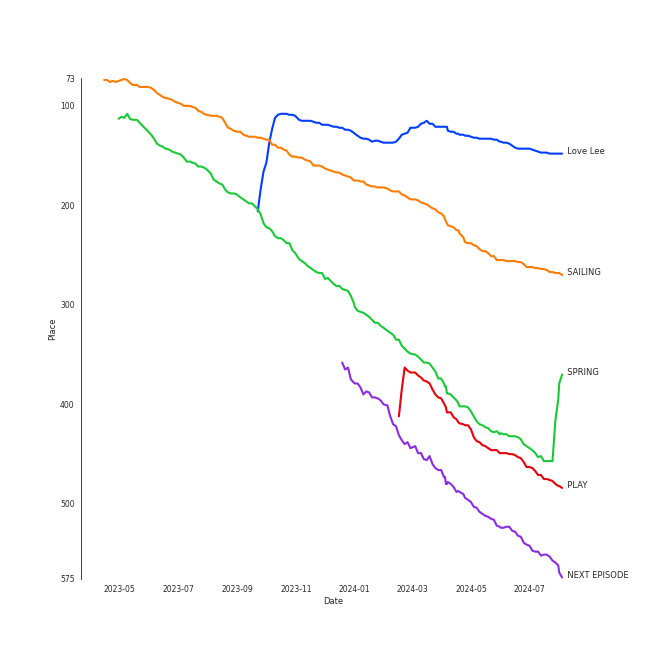 73
100
200
300
400
500
575
Place
2023-05
2023-07
2023-09
2023-11
2024-01
2024-03
2024-05
2024-07
Date
Love Lee
SAILING
SPRING
PLAY
NEXT EPISODE